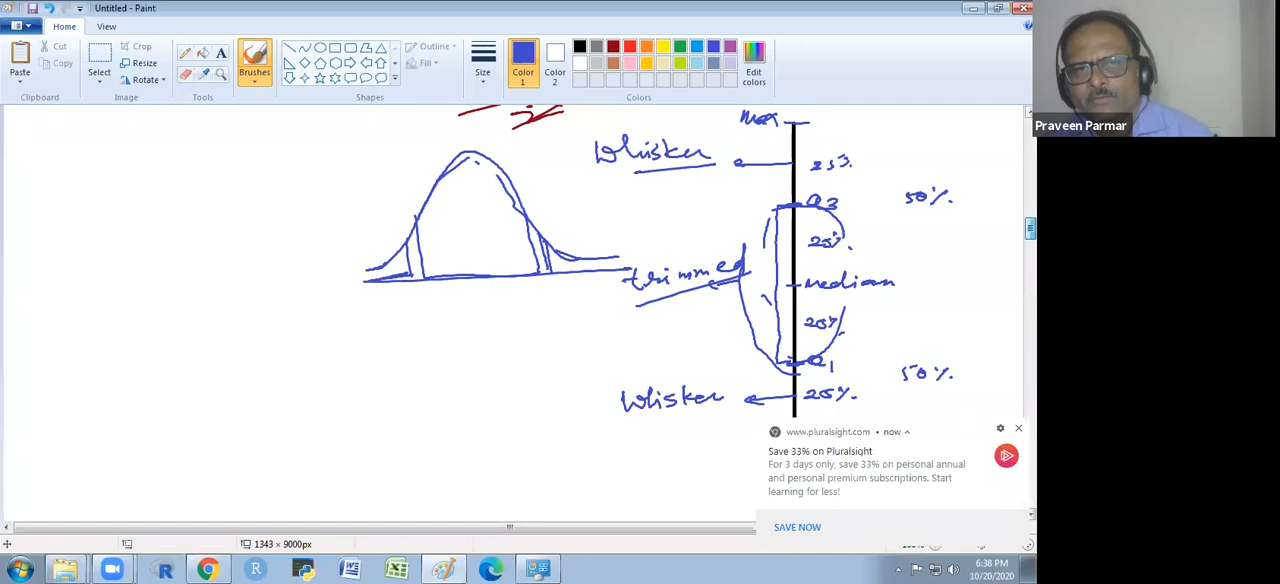 Untitled - Paint
Home View
Cut
Copy
Paste
Clipboard
Crop
Resize
Rotate
Select
Image
A
Tools
Brushes
Outline
Fill
Shapes
Size
Color 1
Color 2
Edit colors
Colors
Praveen Parmar
Max
Whisker
25%
Q3
50%
25%
trimmed
median
25%
Q1
50%
Whisker
25%
www.pluralsight.com • now
Save 33% on Pluralsight
For 3 days only, save 33% on personal annual
and personal premium subscriptions. Start
learning for less!
SAVE NOW
1343 × 9000px
6:38 PM
10/20/2020